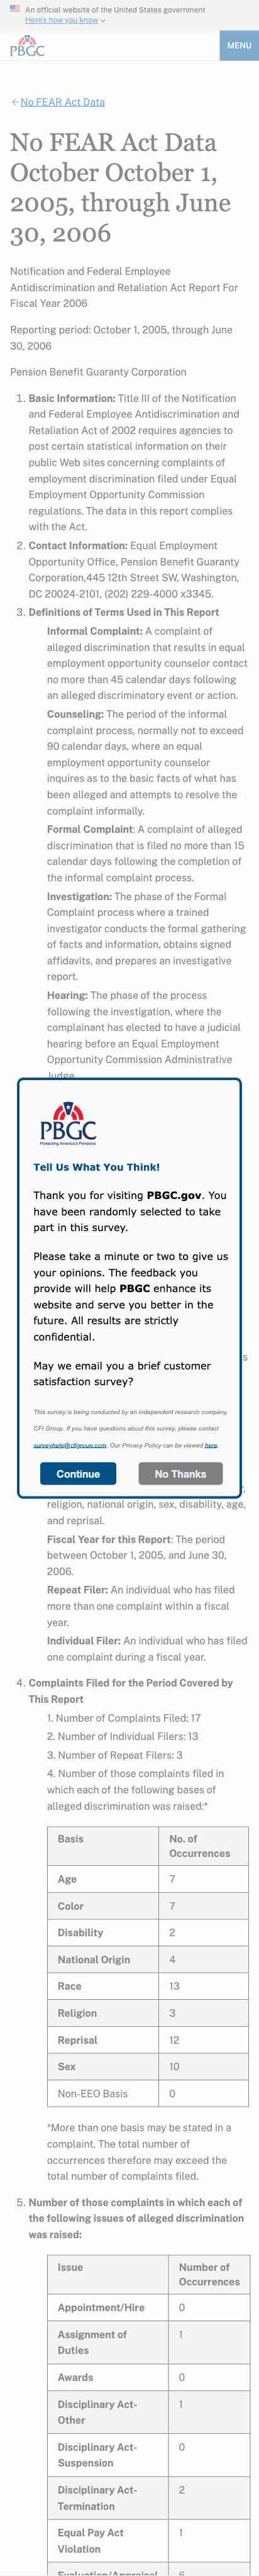 An official website of the United States government
Here's how you know
PBGC
MENU
No FEAR Act Data
No FEAR Act Data
October October 1,
2005, through June
30, 2006
Notification and Federal Employee
Antidiscrimination and Retaliation Act Report For
Fiscal Year 2006
Reporting period: October 1, 2005, through June
30, 2006
Pension Benefit Guaranty Corporation
1. Basic Information: Title III of the Notification
and Federal Employee Antidiscrimination and
Retaliation Act of 2002 requires agencies to
post certain statistical information on their
public Web sites concerning complaints of
employment discrimination filed under Equal
Employment Opportunity Commission
regulations. The data in this report complies
with the Act.
2. Contact Information: Equal Employment
Opportunity Office, Pension Benefit Guaranty
Corporation,445 12th Street SW, Washington,
DC 20024-2101, (202) 229-4000 x3345.
3. Definitions of Terms Used in This Report
Informal Complaint: A complaint of
alleged discrimination that results in equal
employment opportunity counselor contact
no more than 45 calendar days following
an alleged discriminatory event or action.
Counseling: The period of the informal
complaint process, normally not to exceed
90 calendar days, where an equal
employment opportunity counselor
inquires as to the basic facts of what has
been alleged and attempts to resolve the
complaint informally.
Formal Complaint: A complaint of alleged
discrimination that is filed no more than 15
calendar days following the completion of
the informal complaint process.
Investigation: The phase of the Formal
Complaint process where a trained
investigator conducts the formal gathering
of facts and information, obtains signed
affidavits, and prepares an investigative
report.
Hearing: The phase of the process
following the investigation, where the
complainant has elected to have a judicial
hearing before an Equal Employment
Opportunity Commission Administrative
Judge
PBGC
Protecting America's Pensions
Tell Us What You Think!
Thank you for visiting PBGC.gov. You
have been randomly selected to take
part in this survey.
Please take a minute or two to give us
your opinions. The feedback you
provide will help PBGC enhance its
website and serve you better in the
future. All results are strictly
confidential.
May we email you a brief customer
satisfaction survey?
This survey is being conducted by an independent research company,
CFI Group. If you have questions about this survey, please contact
surveyhelp@cfigroup.com. Our Privacy Policy can be viewed here.
Continue
No Thanks
s
religion, national origin, sex, disability, age,
and reprisal.
Fiscal Year for this Report: The period
between October 1, 2005, and June 30,
2006.
Repeat Filer: An individual who has filed
more than one complaint within a fiscal
year.
Individual Filer: An individual who has filed
one complaint during a fiscal year.
4. Complaints Filed for the Period Covered by
This Report
1. Number of Complaints Filed: 17
2. Number of Individual Filers: 13
3. Number of Repeat Filers: 3
4. Number of those complaints filed in
which each of the following bases of
alleged discrimination was raised:*
Basis No. of
Occurrences
Age 7
Color 7
Disability 2
National Origin 4
Race 13
Religion 3
Reprisal 12
Sex 10
Non-EEO Basis 0
*More than one basis may be stated in a
complaint. The total number of
occurrences therefore may exceed the
total number of complaints filed.
5. Number of those complaints in which each of
the following issues of alleged discrimination
was raised:
Issue Number of
Occurrences
Appointment/Hire 0
Assignment of
Duties 1
Awards 0
Disciplinary Act-
Other 1
Disciplinary Act-
Suspension 0
Disciplinary Act-
Termination 2
Equal Pay Act
Violation 1
Evaluation/Appraisal 6